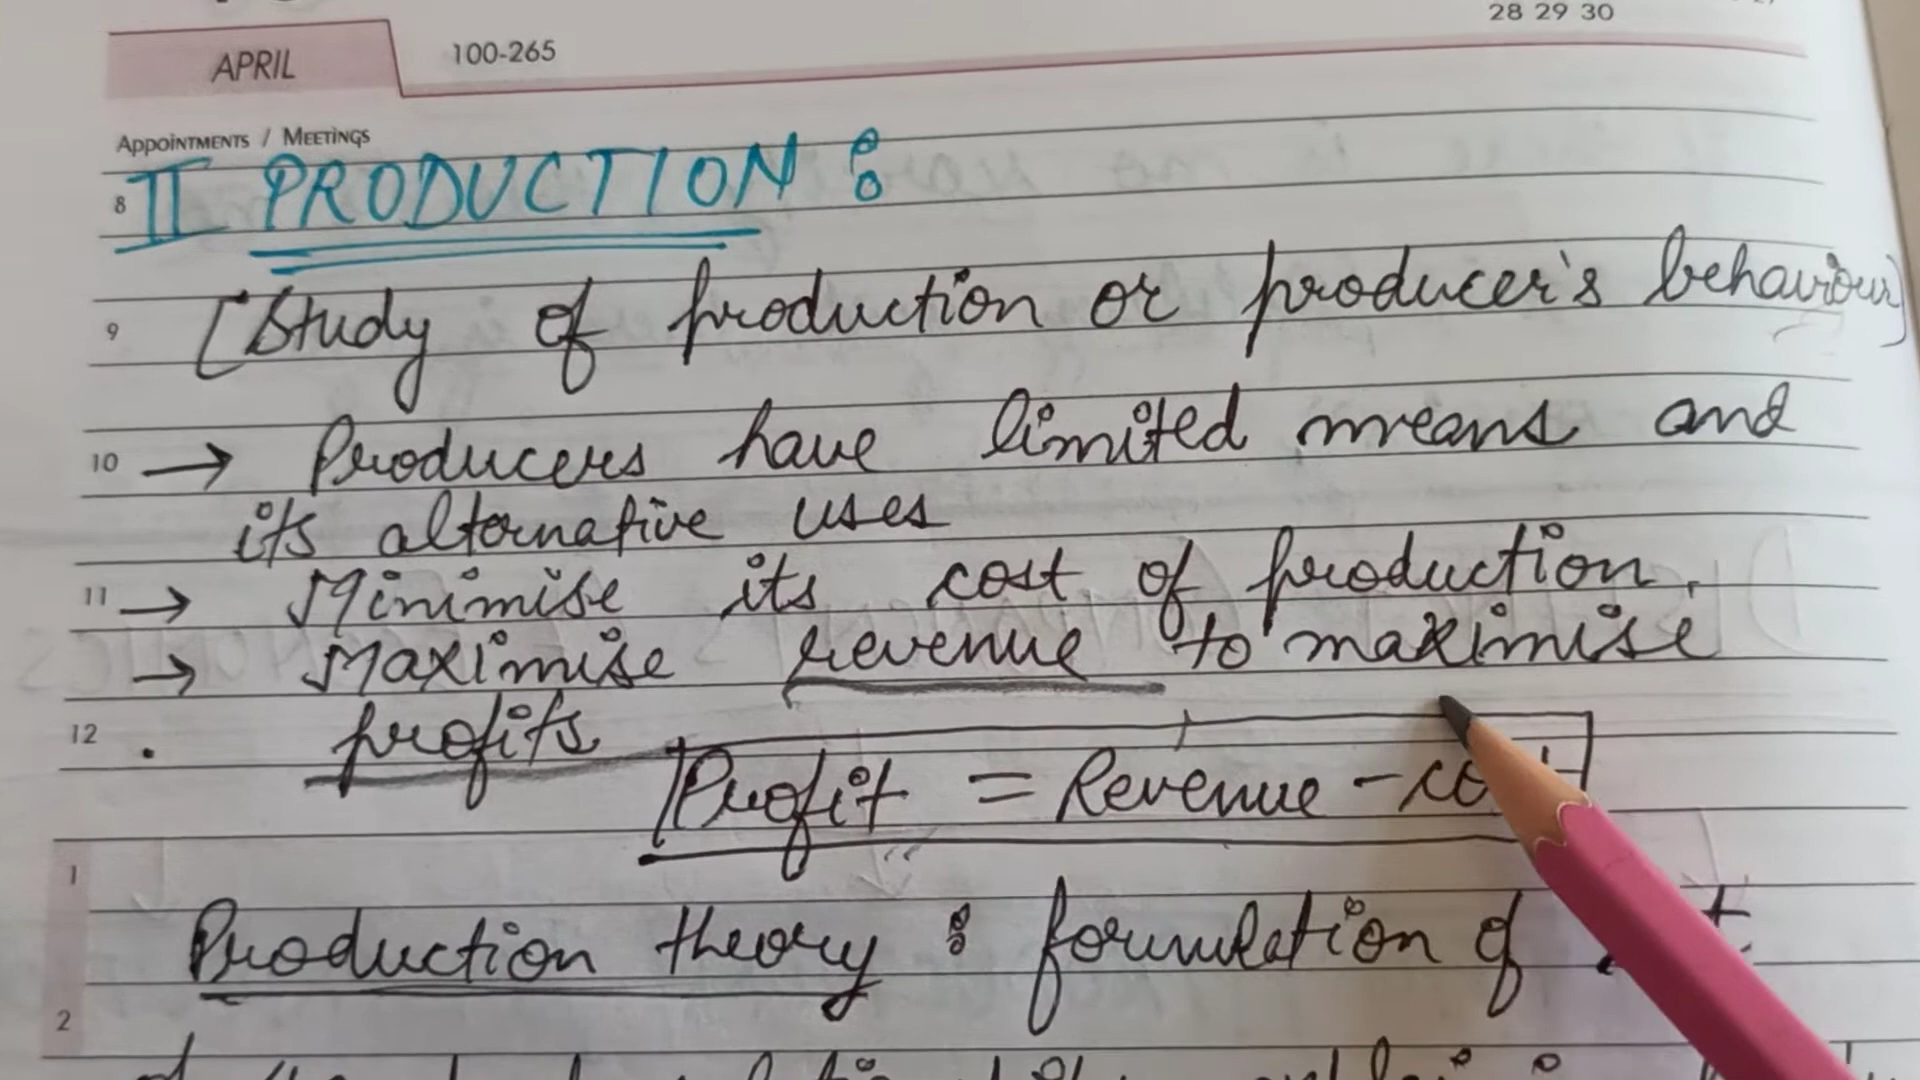 28 29 30
APRIL 100-265
Appointments / Meetings
8 II PRODUCTION :
9 [Study of production or producer's behaviour]
10 → Producers have limited means and
its alternative uses
11 → Minimise its cost of production.
→ Maximise revenue to maximise
12 . profits
Profit = Revenue -
1
Production theory : formulation of
2